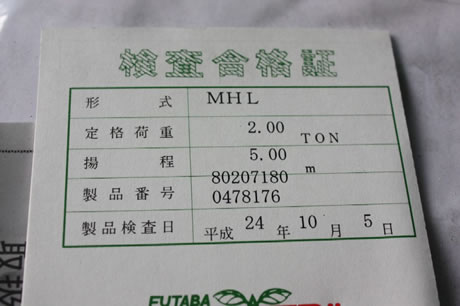 検査合格証
形式 MHL
定格荷重 2.00 TON
揚程 5.00 m
製品番号 80207180
0478176
製品検査日 平成 24 年 10 月 5 日
FUTABA
取扱